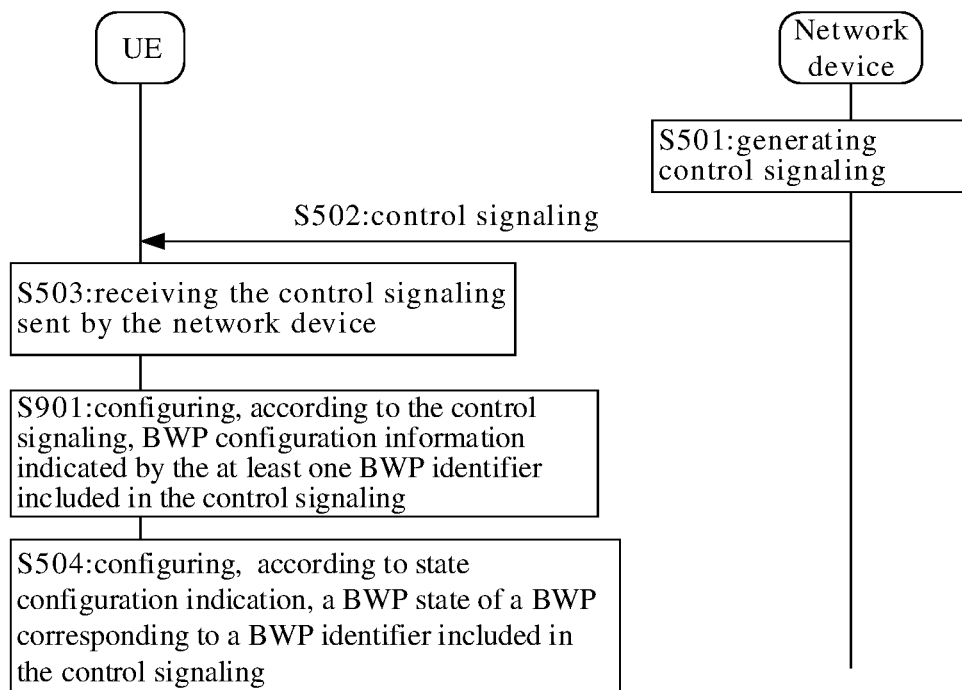 UE
Network
device
S501:generating
control signaling
S502:control signaling
S503:receiving the control signaling
sent by the network device
S901:configuring, according to the control
signaling, BWP configuration information
indicated by the at least one BWP identifier
included in the control signaling
S504:configuring, according to state
configuration indication, a BWP state of a BWP
corresponding to a BWP identifier included in
the control signaling